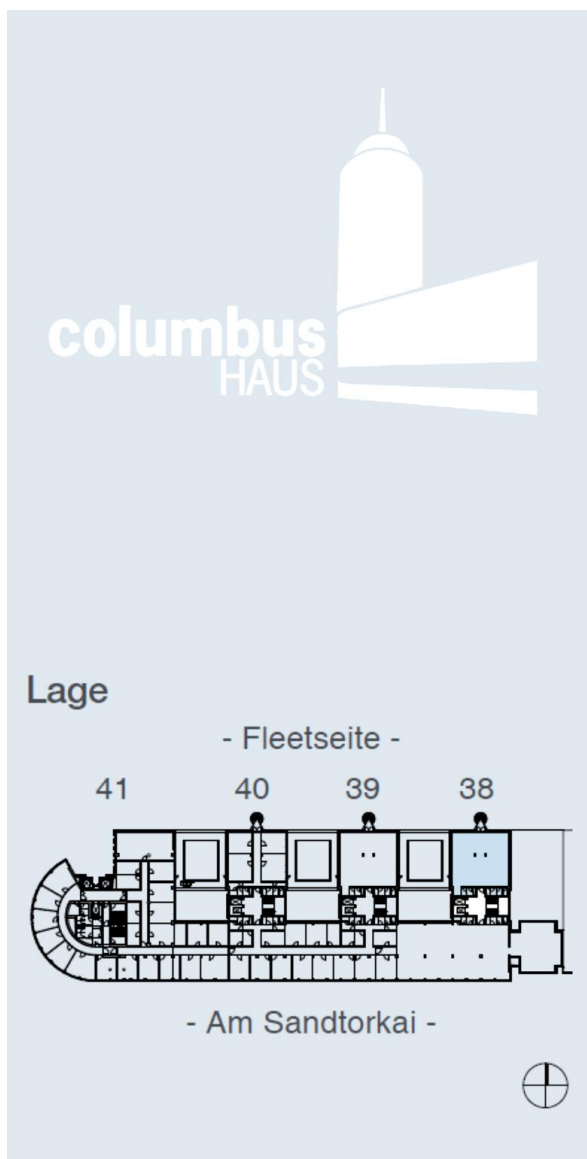 columbus
HAUS
Lage
- Fleetseite -
41 40 39 38
- Am Sandtorkai -